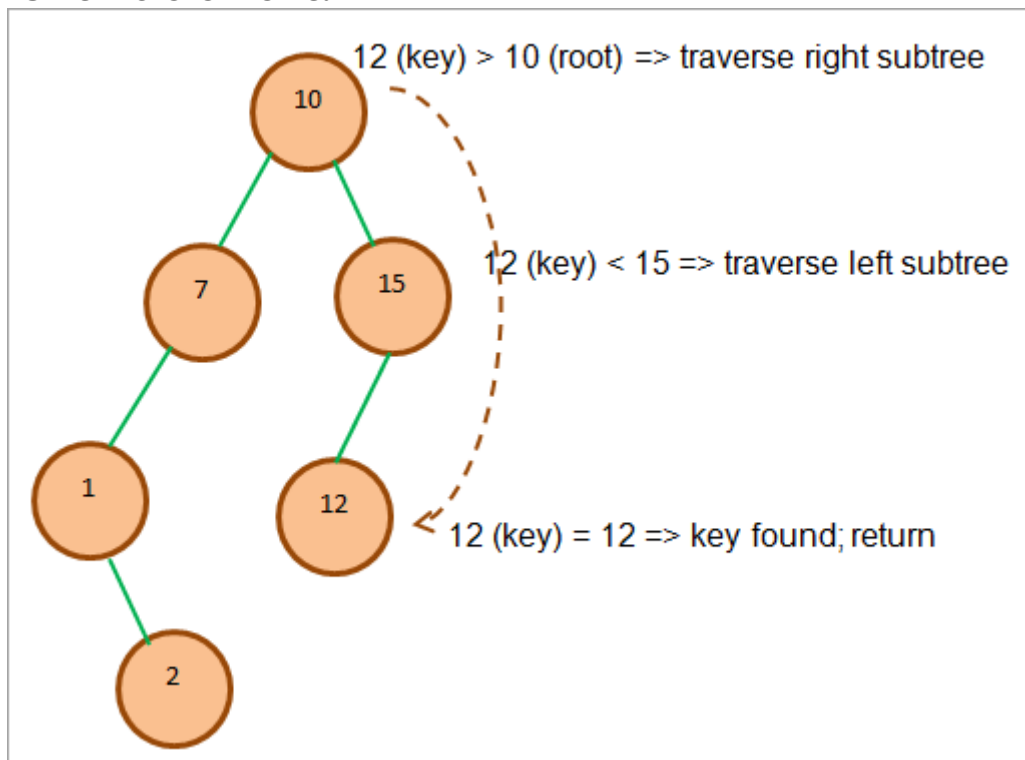 12 (key) > 10 (root) => traverse right subtree
10
12 (key) < 15 => traverse left subtree
7
15
1
12
12 (key) = 12 => key found; return
2